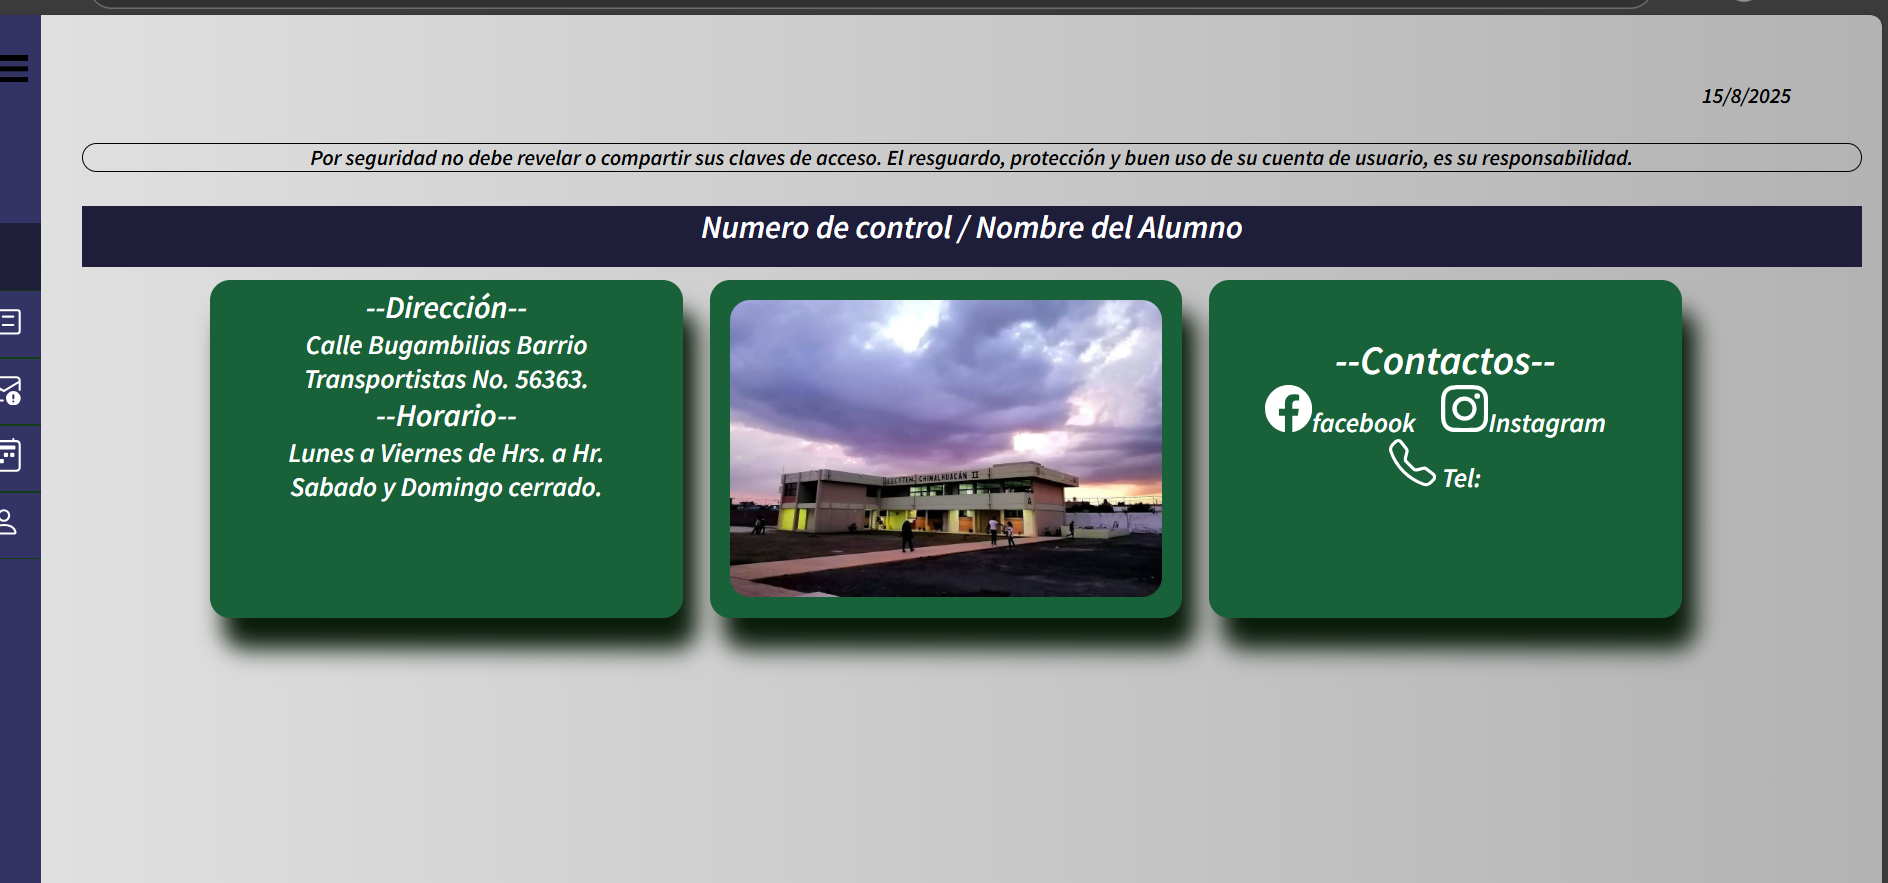 15/8/2025
Por seguridad no debe revelar o compartir sus claves de acceso. El resguardo, protección y buen uso de su cuenta de usuario, es su responsabilidad.
Numero de control / Nombre del Alumno
--Dirección--
Calle Bugambilias Barrio
Transportistas No. 56363.
--Horario--
Lunes a Viernes de Hrs. a Hr.
Sabado y Domingo cerrado.
CHIMALHUACÁN II
A
--Contactos--
facebook Instagram
Tel: